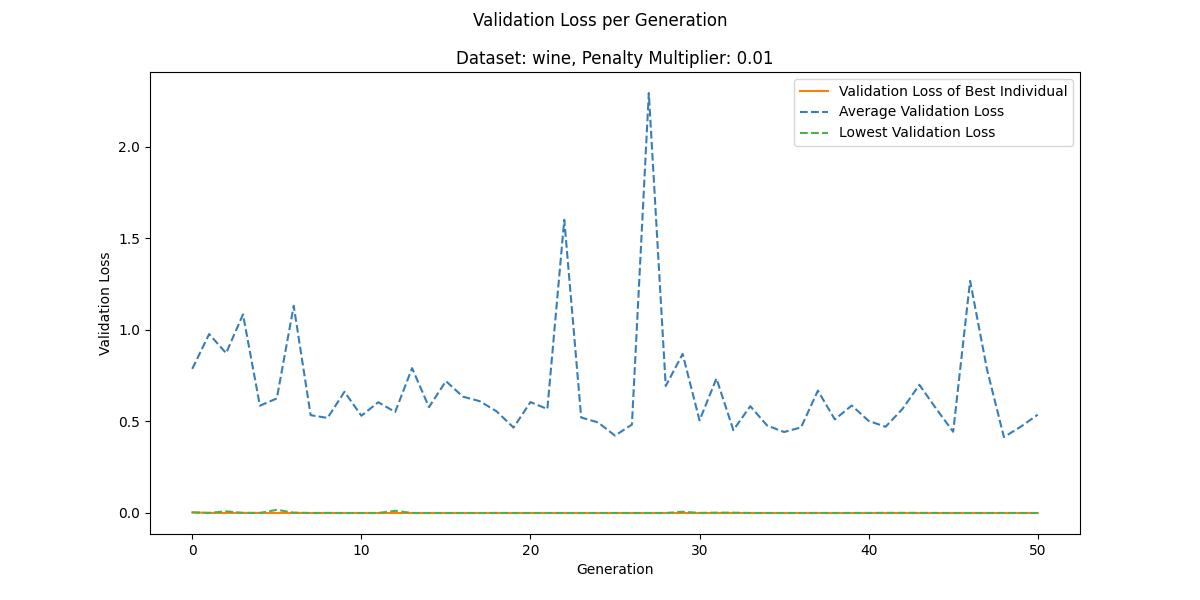 Validation Loss per Generation
Dataset: wine, Penalty Multiplier: 0.01
Validation Loss of Best Individual
Average Validation Loss
Lowest Validation Loss
Validation Loss
2.0
1.5
1.0
0.5
0.0
0 10 20 30 40 50
Generation